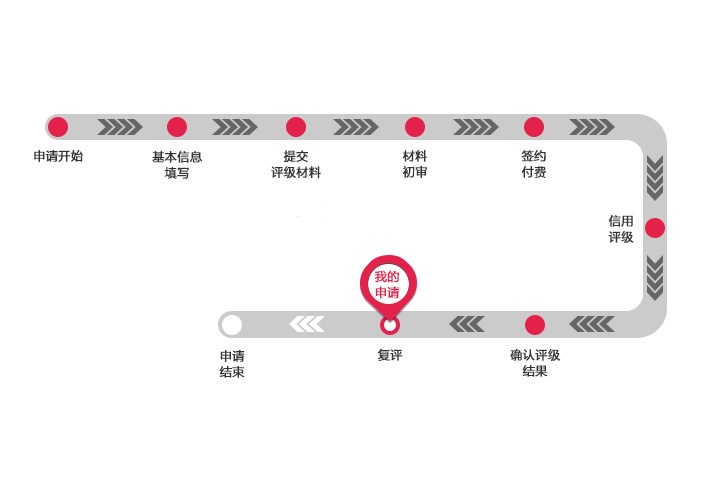 申请开始
基本信息
填写
提交
评级材料
材料
初审
签约
付费
信用
评级
确认评级
结果
我的
申请
复评
申请
结束